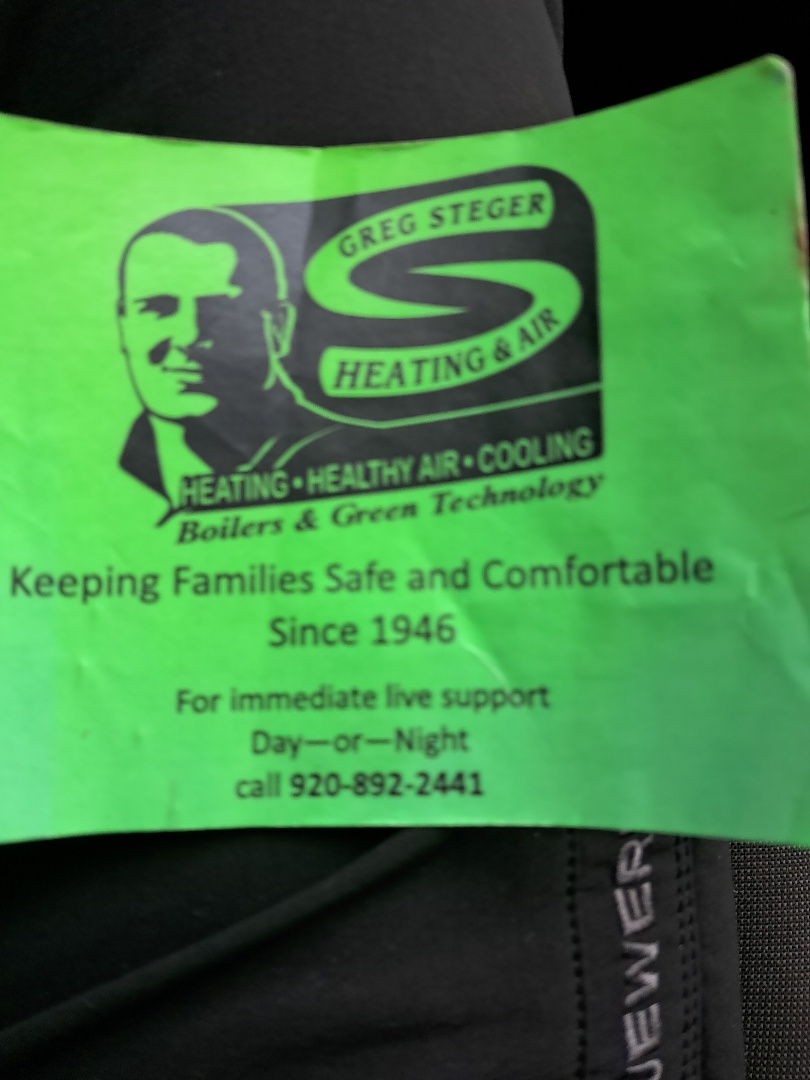 GREG STEGER
HEATING & AIR
HEATING • HEALTHY AIR • COOLING
Boilers & Green Technology
Keeping Families Safe and Comfortable
Since 1946
For immediate live support
Day—or—Night
call 920-892-2441